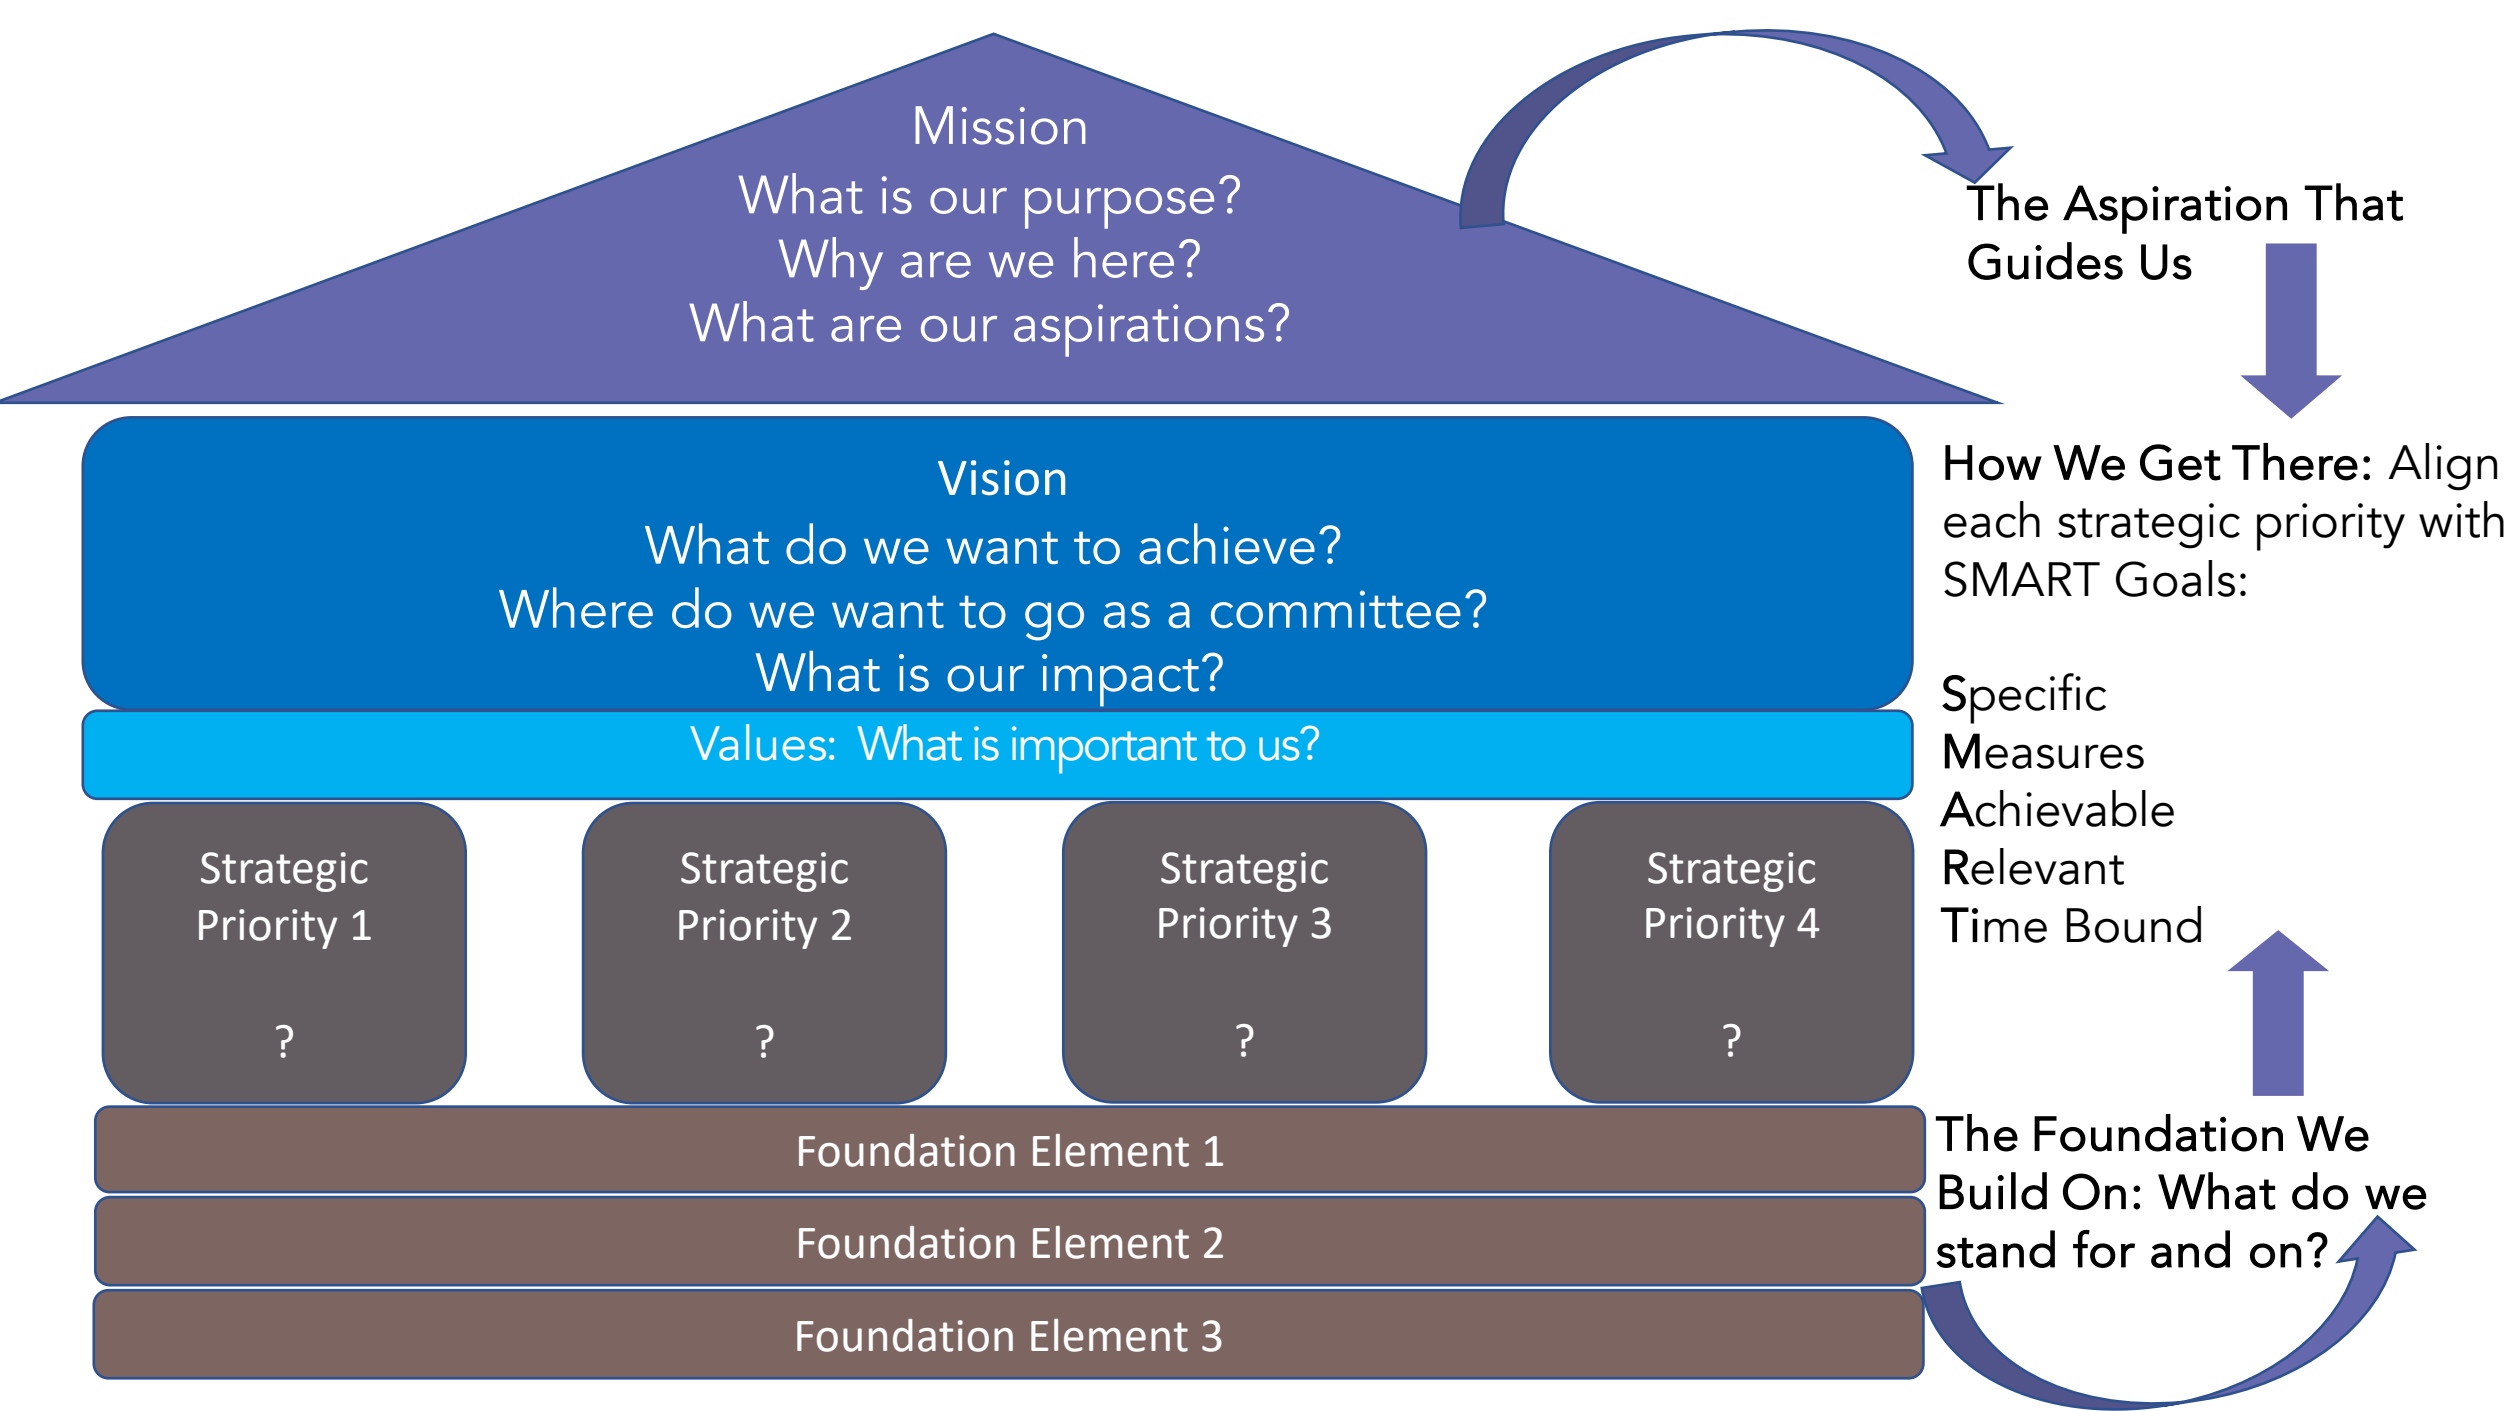 Mission
What is our purpose?
Why are we here?
What are our aspirations?
The Aspiration That
Guides Us
Vision
What do we want to achieve?
Where do we want to go as a committee?
What is our impact?
Values:  What is important to us?
How We Get There: Align
each strategic priority with
SMART Goals:
Specific
Measures
Achievable
Relevant
Time Bound
Strategic
Priority 1
?
Strategic
Priority 2
?
Strategic
Priority 3
?
Strategic
Priority 4
?
Foundation Element 1
Foundation Element 2
Foundation Element 3
The Foundation We
Build On: What do we
stand for and on?